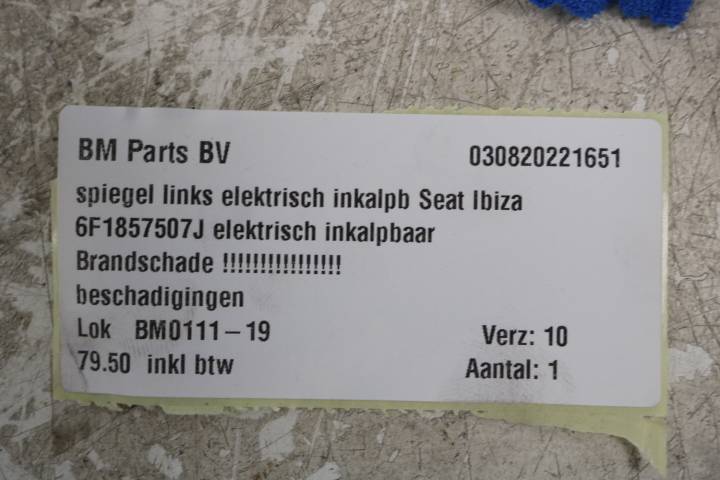 BM Parts BV 030820221651
spiegel links elektrisch inkalpb Seat Ibiza
6F1857507J elektrisch inkalpbaar
Brandschade !!!!!!!!!!!!!!!!
beschadigingen
Lok BM0111-19 Verz: 10
79.50 inkl btw Aantal: 1